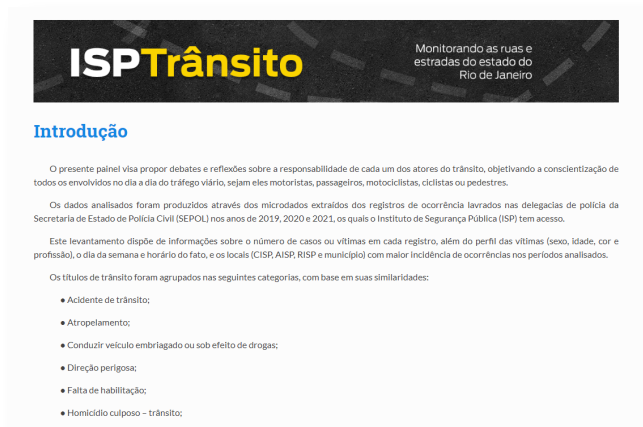 ISPTrânsito
Monitorando as ruas e
estradas do estado do
Rio de Janeiro
Introdução
O presente painel visa propor debates e reflexões sobre a responsabilidade de cada um dos atores do trânsito, objetivando a conscientização de
todos os envolvidos no dia a dia do tráfego viário, sejam eles motoristas, passageiros, motociclistas, ciclistas ou pedestres.
Os dados analisados foram produzidos através dos microdados extraídos dos registros de ocorrência lavrados nas delegacias de polícia da
Secretaria de Estado de Polícia Civil (SEPOL) nos anos de 2019, 2020 e 2021, os quais o Instituto de Segurança Pública (ISP) tem acesso.
Este levantamento dispõe de informações sobre o número de casos ou vítimas em cada registro, além do perfil das vítimas (sexo, idade, cor e
profissão), o dia da semana e horário do fato, e os locais (CISP, AISP, RISP e município) com maior incidência de ocorrências nos períodos analisados.
Os títulos de trânsito foram agrupados nas seguintes categorias, com base em suas similaridades:
● Acidente de trânsito;
● Atropelamento;
● Conduzir veículo embriagado ou sob efeito de drogas;
● Direção perigosa;
● Falta de habilitação;
● Homicídio culposo – trânsito;